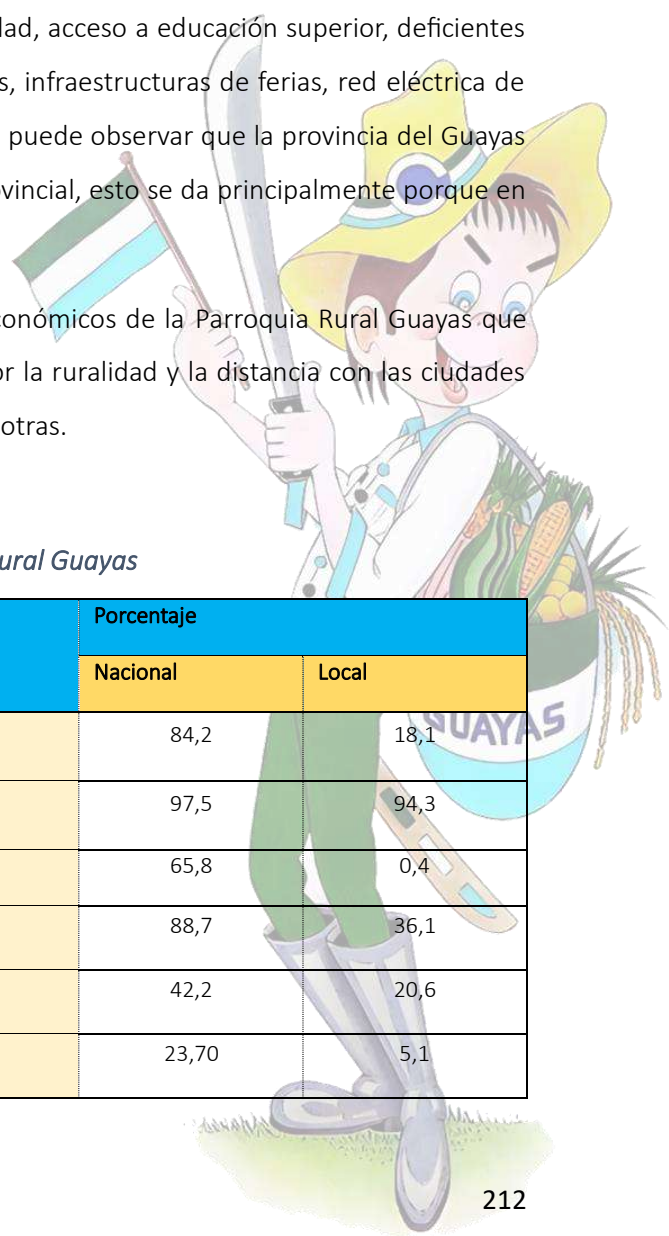 dad, acceso a educación superior, deficientes
s, infraestructuras de ferias, red eléctrica de
puede observar que la provincia del Guayas
ovincial, esto se da principalmente porque en
conómicos de la Parroquia Rural Guayas que
or la ruralidad y la distancia con las ciudades
otras.
ural Guayas
Porcentaje
Nacional Local
84,2 18,1
GUAYAS
97,5 94,3
65,8 0,4
88,7 36,1
42,2 20,6
23,70 5,1
212